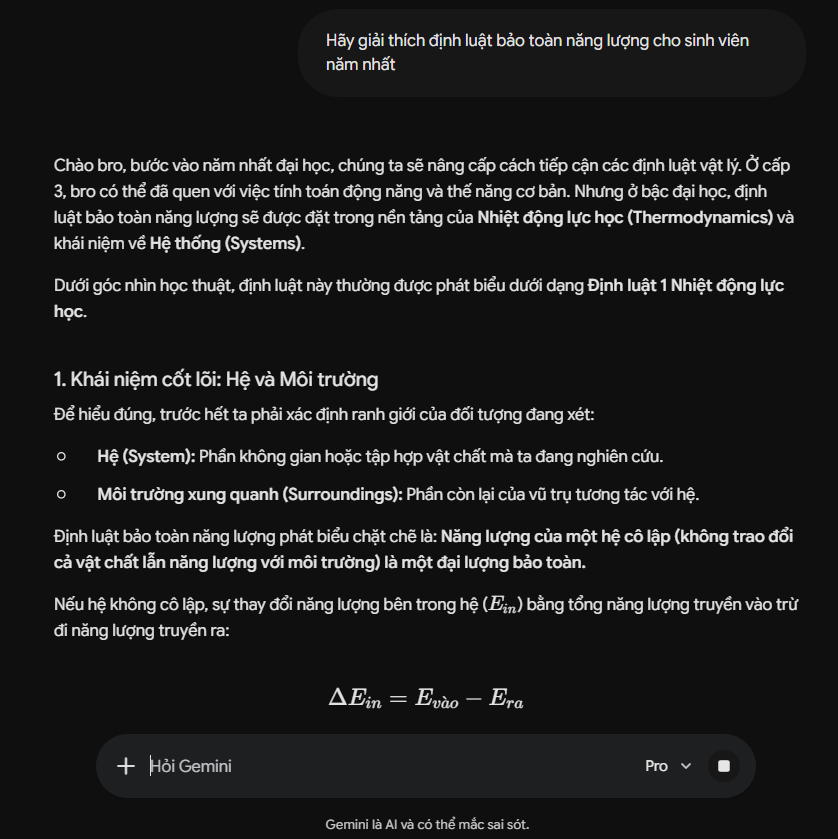 Hãy giải thích định luật bảo toàn năng lượng cho sinh viên
năm nhất
Chào bro, bước vào năm nhất đại học, chúng ta sẽ nâng cấp cách tiếp cận các định luật vật lý. Ở cấp
3, bro có thể đã quen với việc tính toán động năng và thế năng cơ bản. Nhưng ở bậc đại học, định
luật bảo toàn năng lượng sẽ được đặt trong nền tảng của Nhiệt động lực học (Thermodynamics) và
khái niệm về Hệ thống (Systems).
Dưới góc nhìn học thuật, định luật này thường được phát biểu dưới dạng Định luật 1 Nhiệt động lực
học.
1. Khái niệm cốt lõi: Hệ và Môi trường
Để hiểu đúng, trước hết ta phải xác định ranh giới của đối tượng đang xét:
Hệ (System): Phần không gian hoặc tập hợp vật chất mà ta đang nghiên cứu.
Môi trường xung quanh (Surroundings): Phần còn lại của vũ trụ tương tác với hệ.
Định luật bảo toàn năng lượng phát biểu chặt chẽ là: Năng lượng của một hệ cô lập (không trao đổi
cả vật chất lẫn năng lượng với môi trường) là một đại lượng bảo toàn.
Nếu hệ không cô lập, sự thay đổi năng lượng bên trong hệ (E_in) bằng tổng năng lượng truyền vào trừ
đi năng lượng truyền ra:
ΔE_in = E_vào − E_ra
Hỏi Gemini
Pro
Gemini là AI và có thể mắc sai sót.